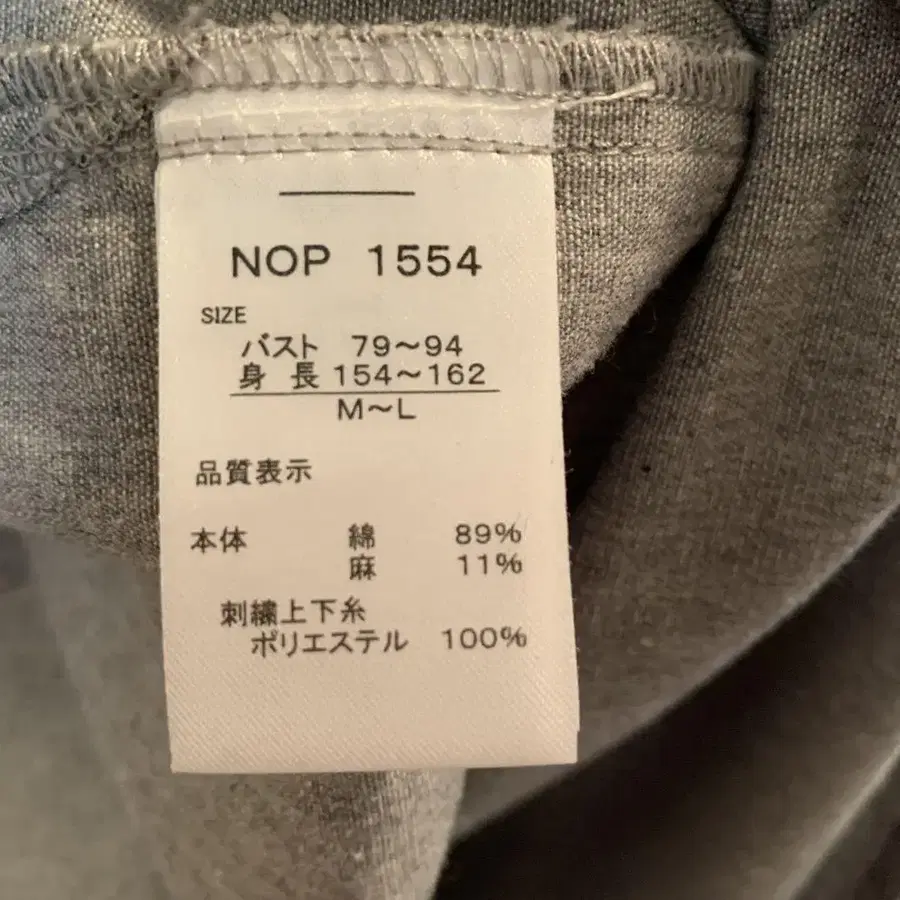 NOP 1554
SIZE
バスト 79～94
身 長 154～162
M～L
品質表示
本体 綿 89%
麻 11%
刺繍上下糸
ポリエステル 100%